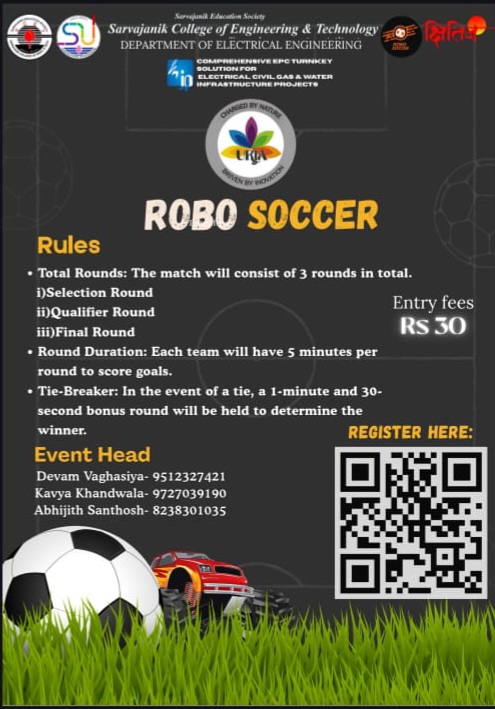 Sarvajanik Education Society
Sarvajanik College of Engineering & Technology
DEPARTMENT OF ELECTRICAL ENGINEERING
COMPREHENSIVE EPC TURNKEY
SOLUTION FOR
ELECTRICAL, CIVIL, GAS & WATER
INFRASTRUCTURE PROJECTS
क्षितिज
CHARGED BY NATURE
DRIVEN BY INOVATION
ROBO SOCCER
Rules
• Total Rounds: The match will consist of 3 rounds in total.
i)Selection Round
ii)Qualifier Round
iii)Final Round
Entry fees
Rs 30
• Round Duration: Each team will have 5 minutes per
round to score goals.
• Tie-Breaker: In the event of a tie, a 1-minute and 30-
second bonus round will be held to determine the
winner.
REGISTER HERE:
Event Head
Devam Vaghasiya- 9512327421
Kavya Khandwala- 9727039190
Abhijith Santhosh- 8238301035